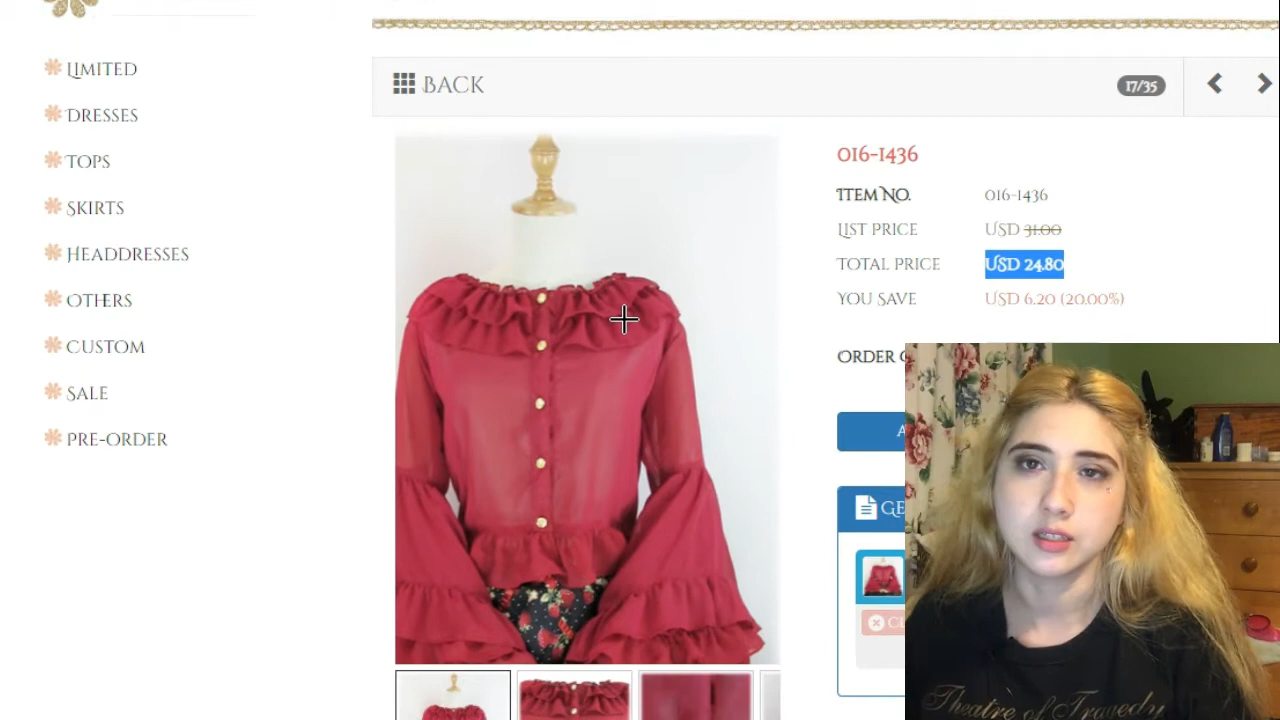 LIMITED
DRESSES
TOPS
SKIRTS
HEADDRESSES
OTHERS
CUSTOM
SALE
PRE-ORDER
BACK
17/35
016-1436
ITEM NO. 016-1436
LIST PRICE USD 31.00
TOTAL PRICE USD 24.80
YOU SAVE USD 6.20 (20.00%)
ORDER
Theatre of Tragedy